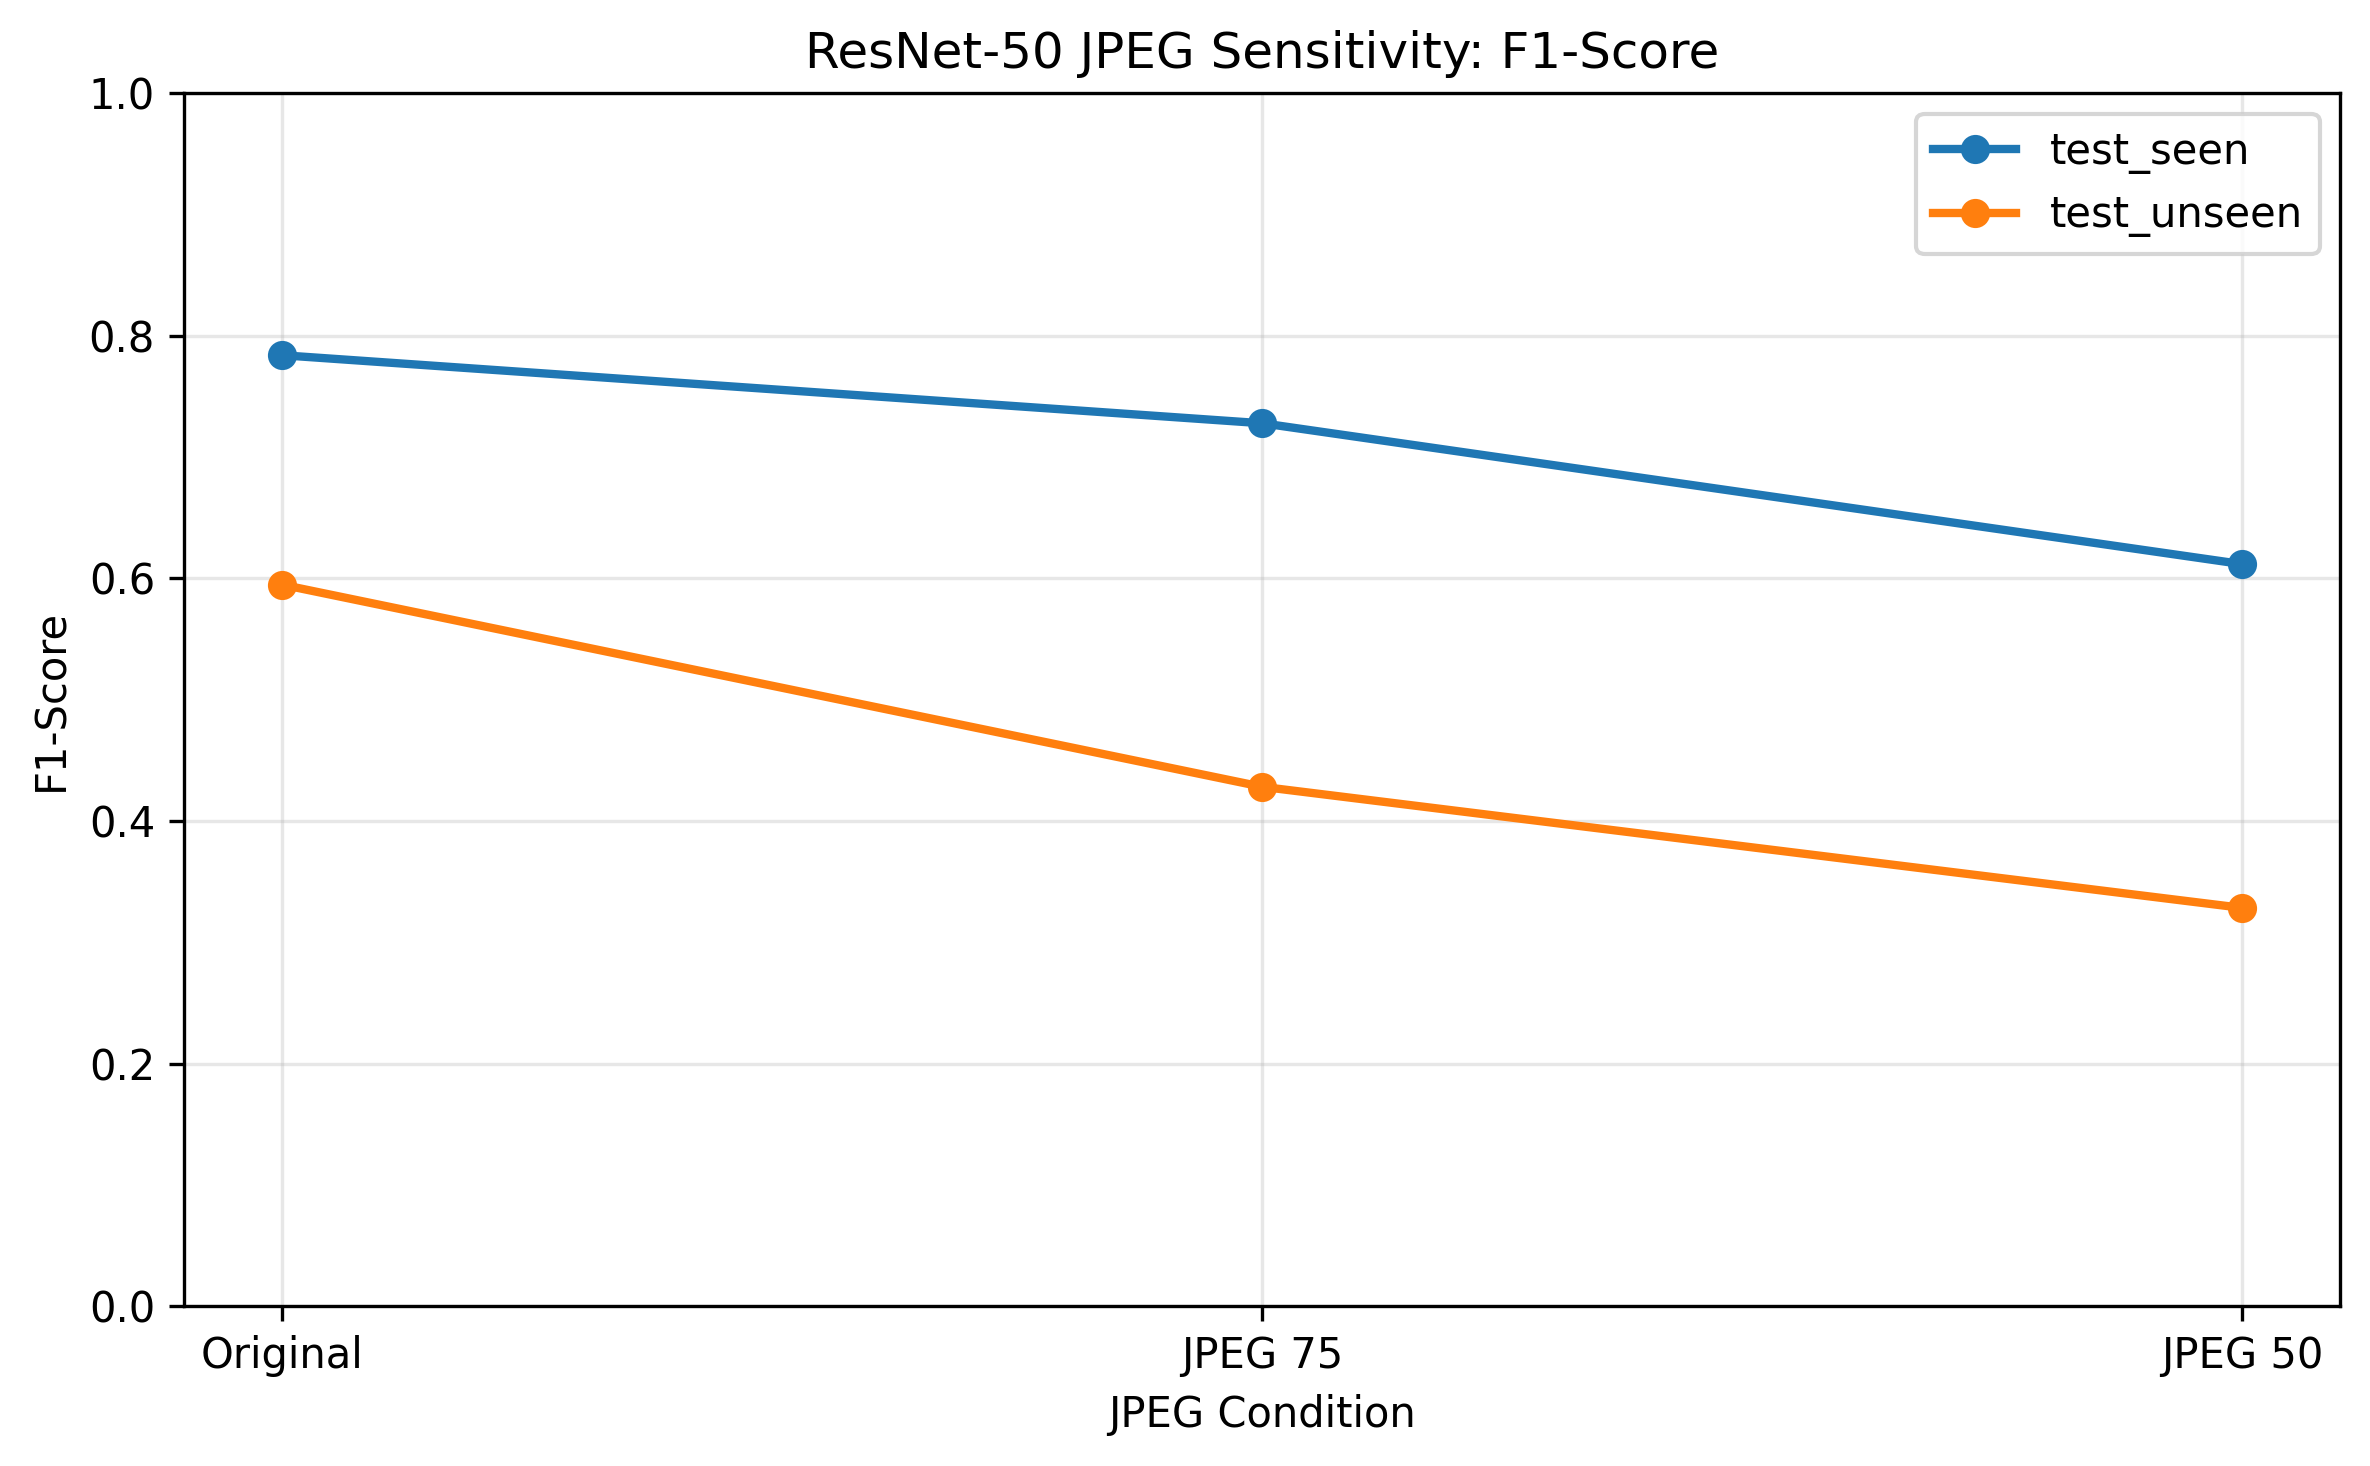 ResNet-50 JPEG Sensitivity: F1-Score
1.0
0.8
0.6
0.4
0.2
0.0
F1-Score
test_seen
test_unseen
Original
JPEG 75
JPEG 50
JPEG Condition